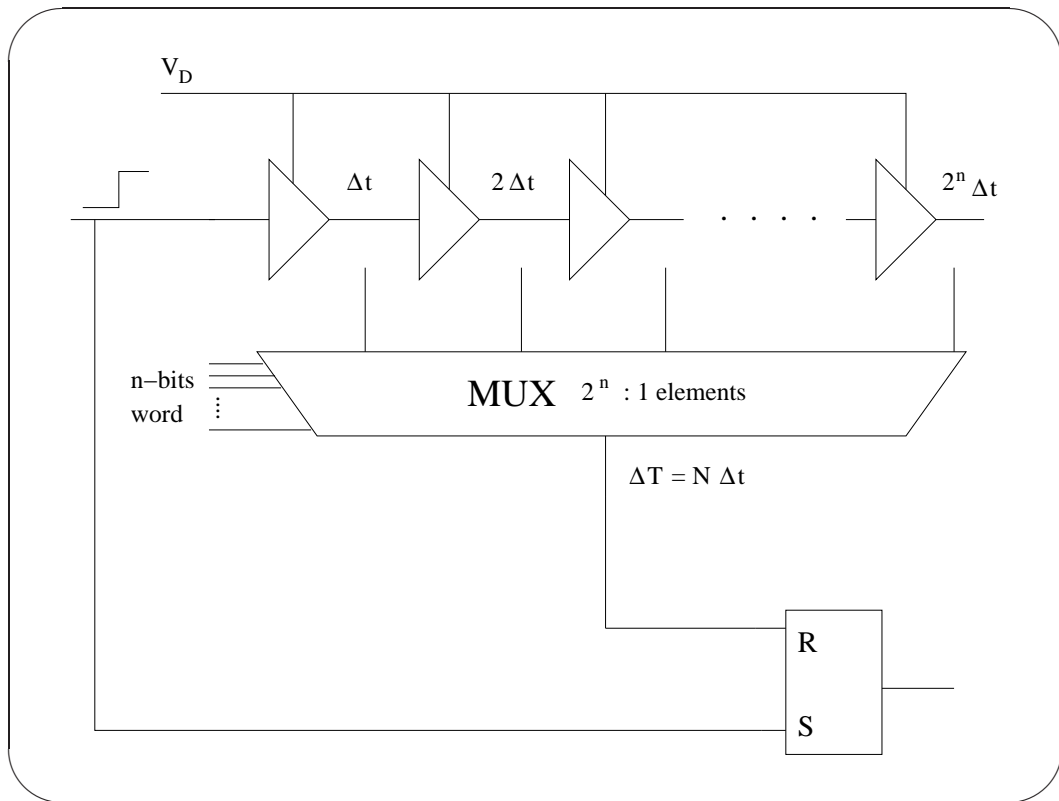 V_D
Δt
2 Δt
2^n Δt
. . . .
n−bits
word
MUX 2^n : 1 elements
ΔT = N Δt
R
S